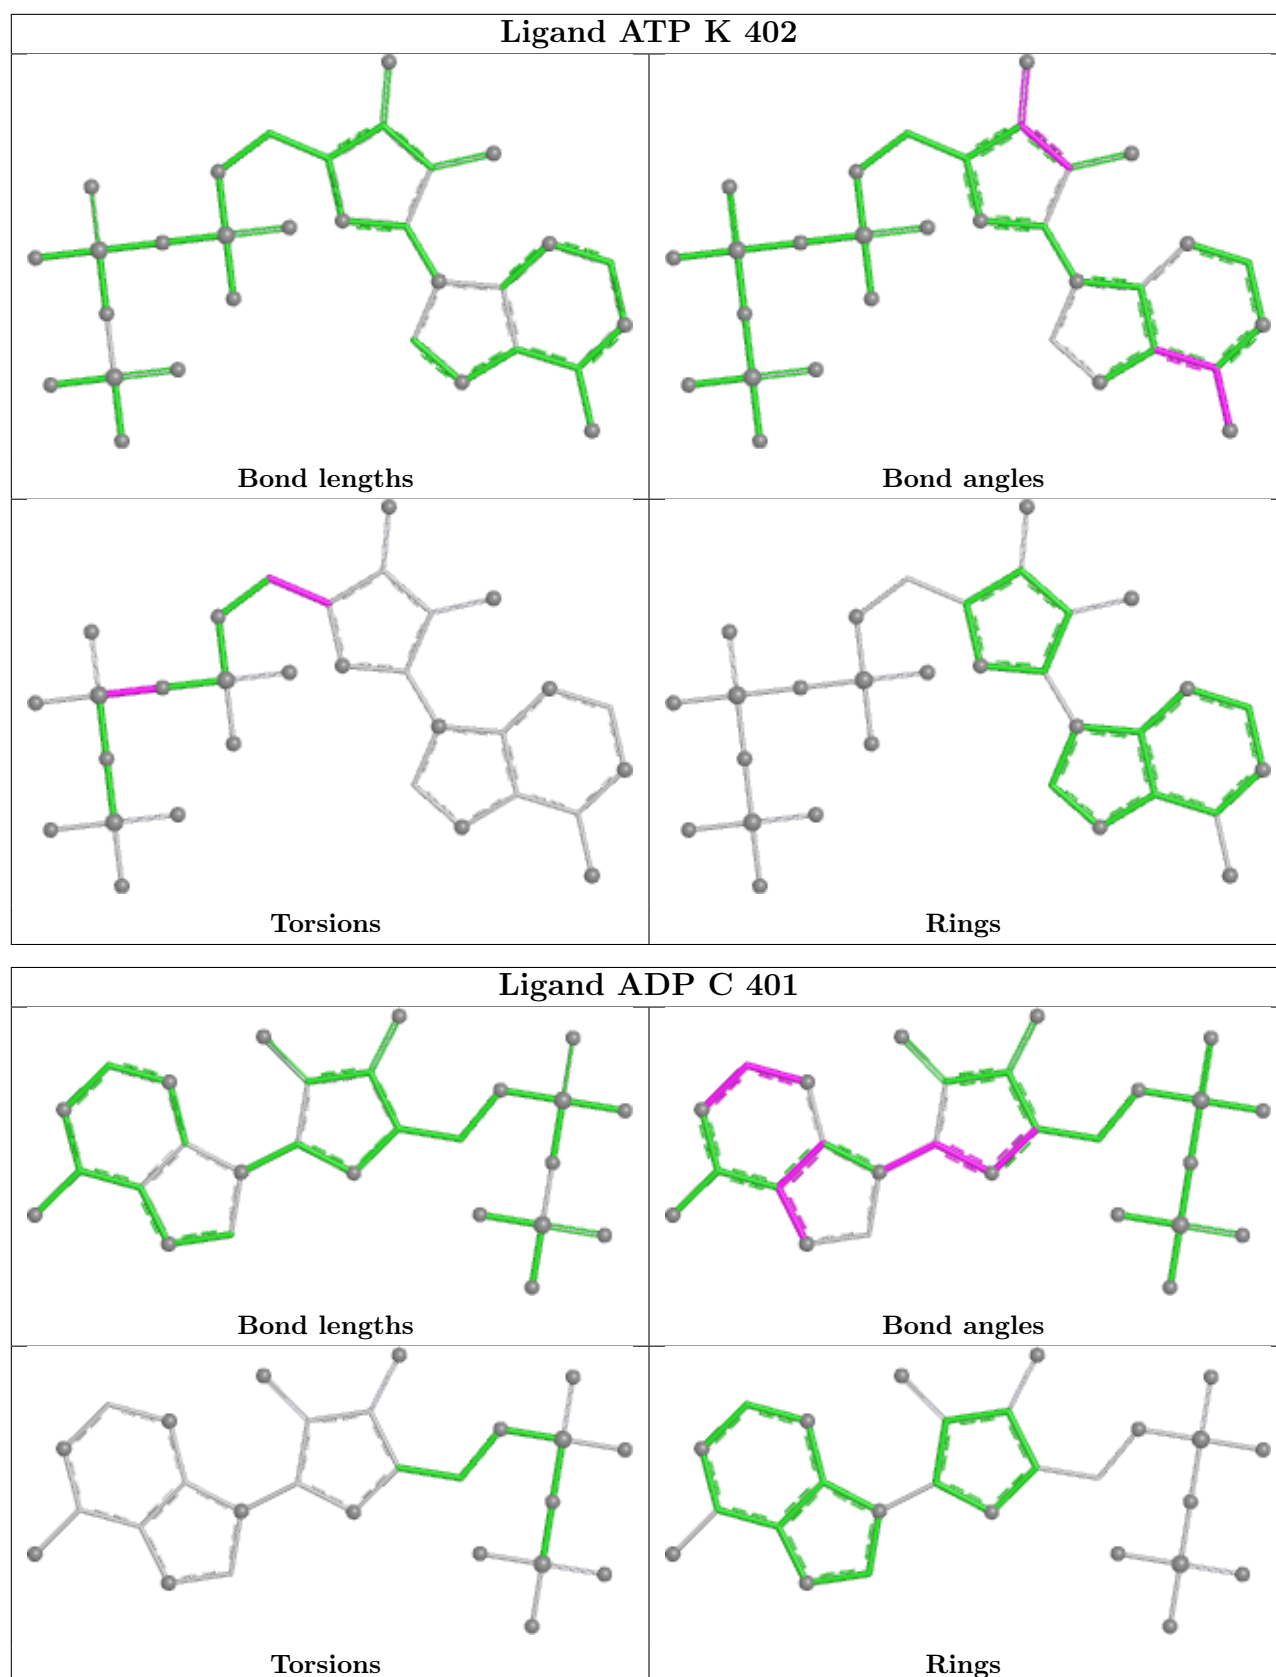 Ligand ATP K 402
Bond lengths
Bond angles
Torsions
Rings
Ligand ADP C 401
Bond lengths
Bond angles
Torsions
Rings